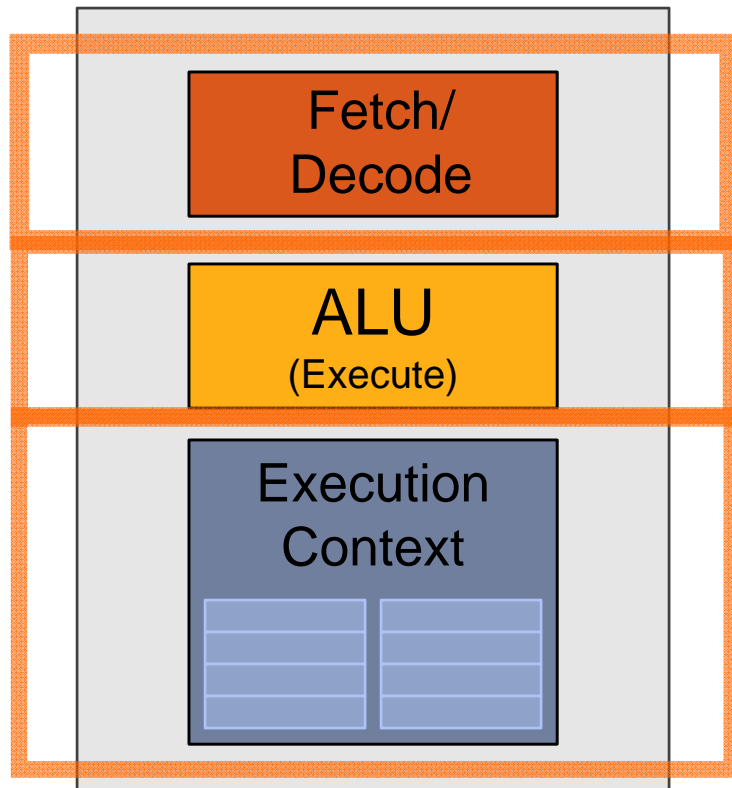 Fetch/
Decode
ALU
(Execute)
Execution
Context